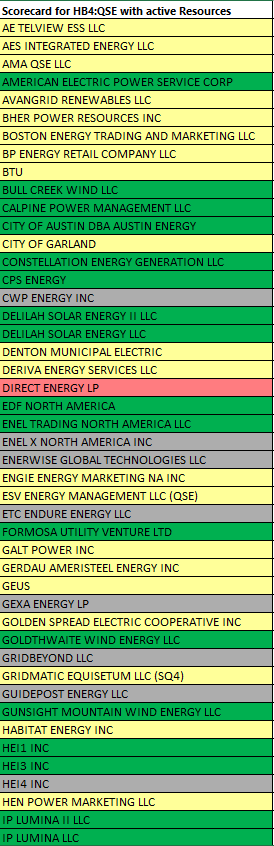 Scorecard for HB4:QSE with active Resources
AE TELVIEW ESS LLC
AES INTEGRATED ENERGY LLC
AMA QSE LLC
AMERICAN ELECTRIC POWER SERVICE CORP
AVANGRID RENEWABLES LLC
BHER POWER RESOURCES INC
BOSTON ENERGY TRADING AND MARKETING LLC
BP ENERGY RETAIL COMPANY LLC
BTU
BULL CREEK WIND LLC
CALPINE POWER MANAGEMENT LLC
CITY OF AUSTIN DBA AUSTIN ENERGY
CITY OF GARLAND
CONSTELLATION ENERGY GENERATION LLC
CPS ENERGY
CWP ENERGY INC
DELILAH SOLAR ENERGY II LLC
DELILAH SOLAR ENERGY LLC
DENTON MUNICIPAL ELECTRIC
DERIVA ENERGY SERVICES LLC
DIRECT ENERGY LP
EDF NORTH AMERICA
ENEL TRADING NORTH AMERICA LLC
ENEL X NORTH AMERICA INC
ENERWISE GLOBAL TECHNOLOGIES LLC
ENGIE ENERGY MARKETING NA INC
ESV ENERGY MANAGEMENT LLC (QSE)
ETC ENDURE ENERGY LLC
FORMOSA UTILITY VENTURE LTD
GALT POWER INC
GERDAU AMERISTEEL ENERGY INC
GEUS
GEXA ENERGY LP
GOLDEN SPREAD ELECTRIC COOPERATIVE INC
GOLDTHWAITE WIND ENERGY LLC
GRIDBEYOND LLC
GRIDMATIC EQUISETUM LLC (SQ4)
GUIDEPOST ENERGY LLC
GUNSIGHT MOUNTAIN WIND ENERGY LLC
HABITAT ENERGY INC
HEI1 INC
HEI3 INC
HEI4 INC
HEN POWER MARKETING LLC
IP LUMINA II LLC
IP LUMINA LLC